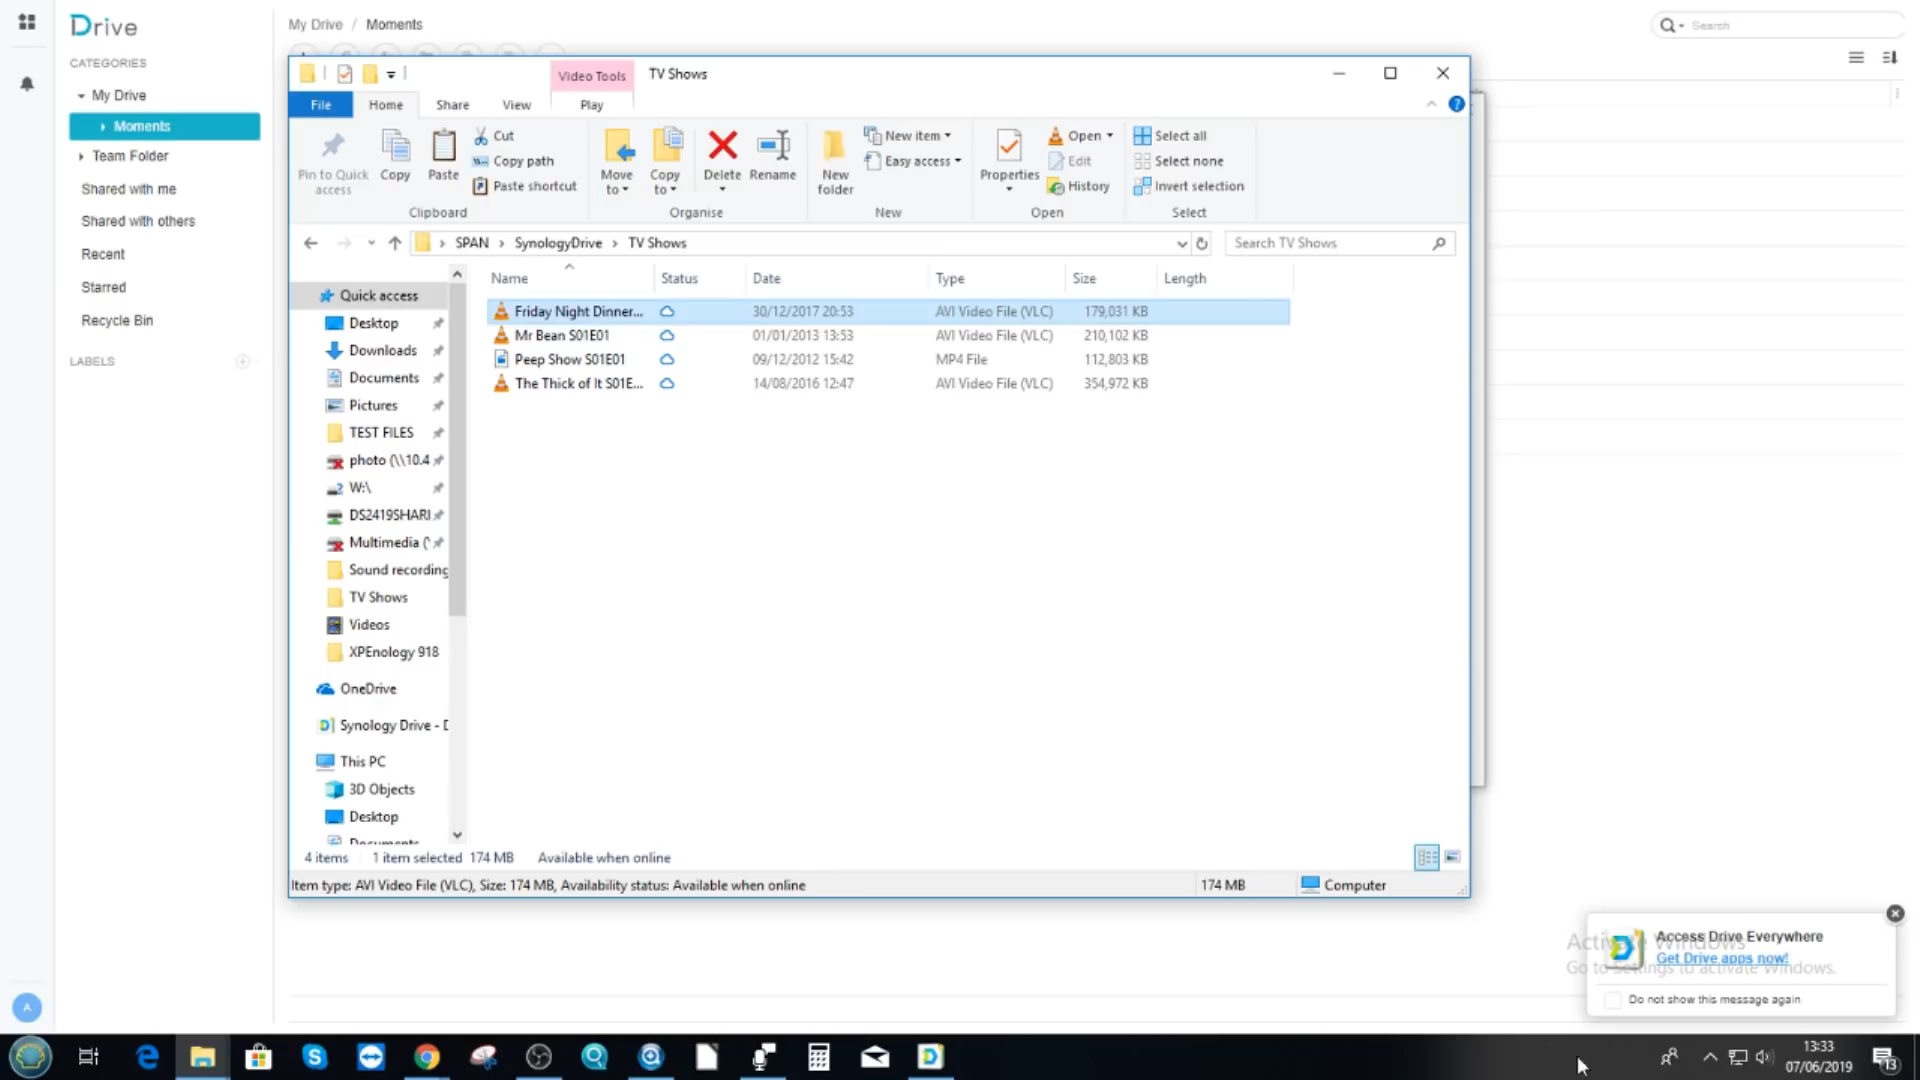 Drive
My Drive / Moments
Search
CATEGORIES
My Drive
Moments
Team Folder
Shared with me
Shared with others
Recent
Starred
Recycle Bin
LABELS
Video Tools
TV Shows
File
Home
Share
View
Play
Pin to Quick access
Copy
Paste
Cut
Copy path
Paste shortcut
Clipboard
Move to
Copy to
Delete
Rename
Organise
New folder
New item
Easy access
New
Properties
Open
Edit
History
Open
Select all
Select none
Invert selection
Select
SPAN > SynologyDrive > TV Shows
Search TV Shows
Name Status Date Type Size Length
Friday Night Dinner... 30/12/2017 20:53 AVI Video File (VLC) 179,031 KB
Mr Bean S01E01 01/01/2013 13:53 AVI Video File (VLC) 210,102 KB
Peep Show S01E01 09/12/2012 15:42 MP4 File 112,803 KB
The Thick of It S01E... 14/08/2016 12:47 AVI Video File (VLC) 354,972 KB
Quick access
Desktop
Downloads
Documents
Pictures
TEST FILES
photo (\\10.4
W:\
DS2419SHARI
Multimedia (
Sound recording
TV Shows
Videos
XPEnology 918
OneDrive
Synology Drive - D
This PC
3D Objects
Desktop
Documents
4 items 1 item selected 174 MB Available when online
Item type: AVI Video File (VLC), Size: 174 MB, Availability status: Available when online 174 MB Computer
Activate Windows
Go to Settings to activate Windows.
Access Drive Everywhere
Get Drive apps now!
Do not show this message again
A
13:33
07/06/2019
13